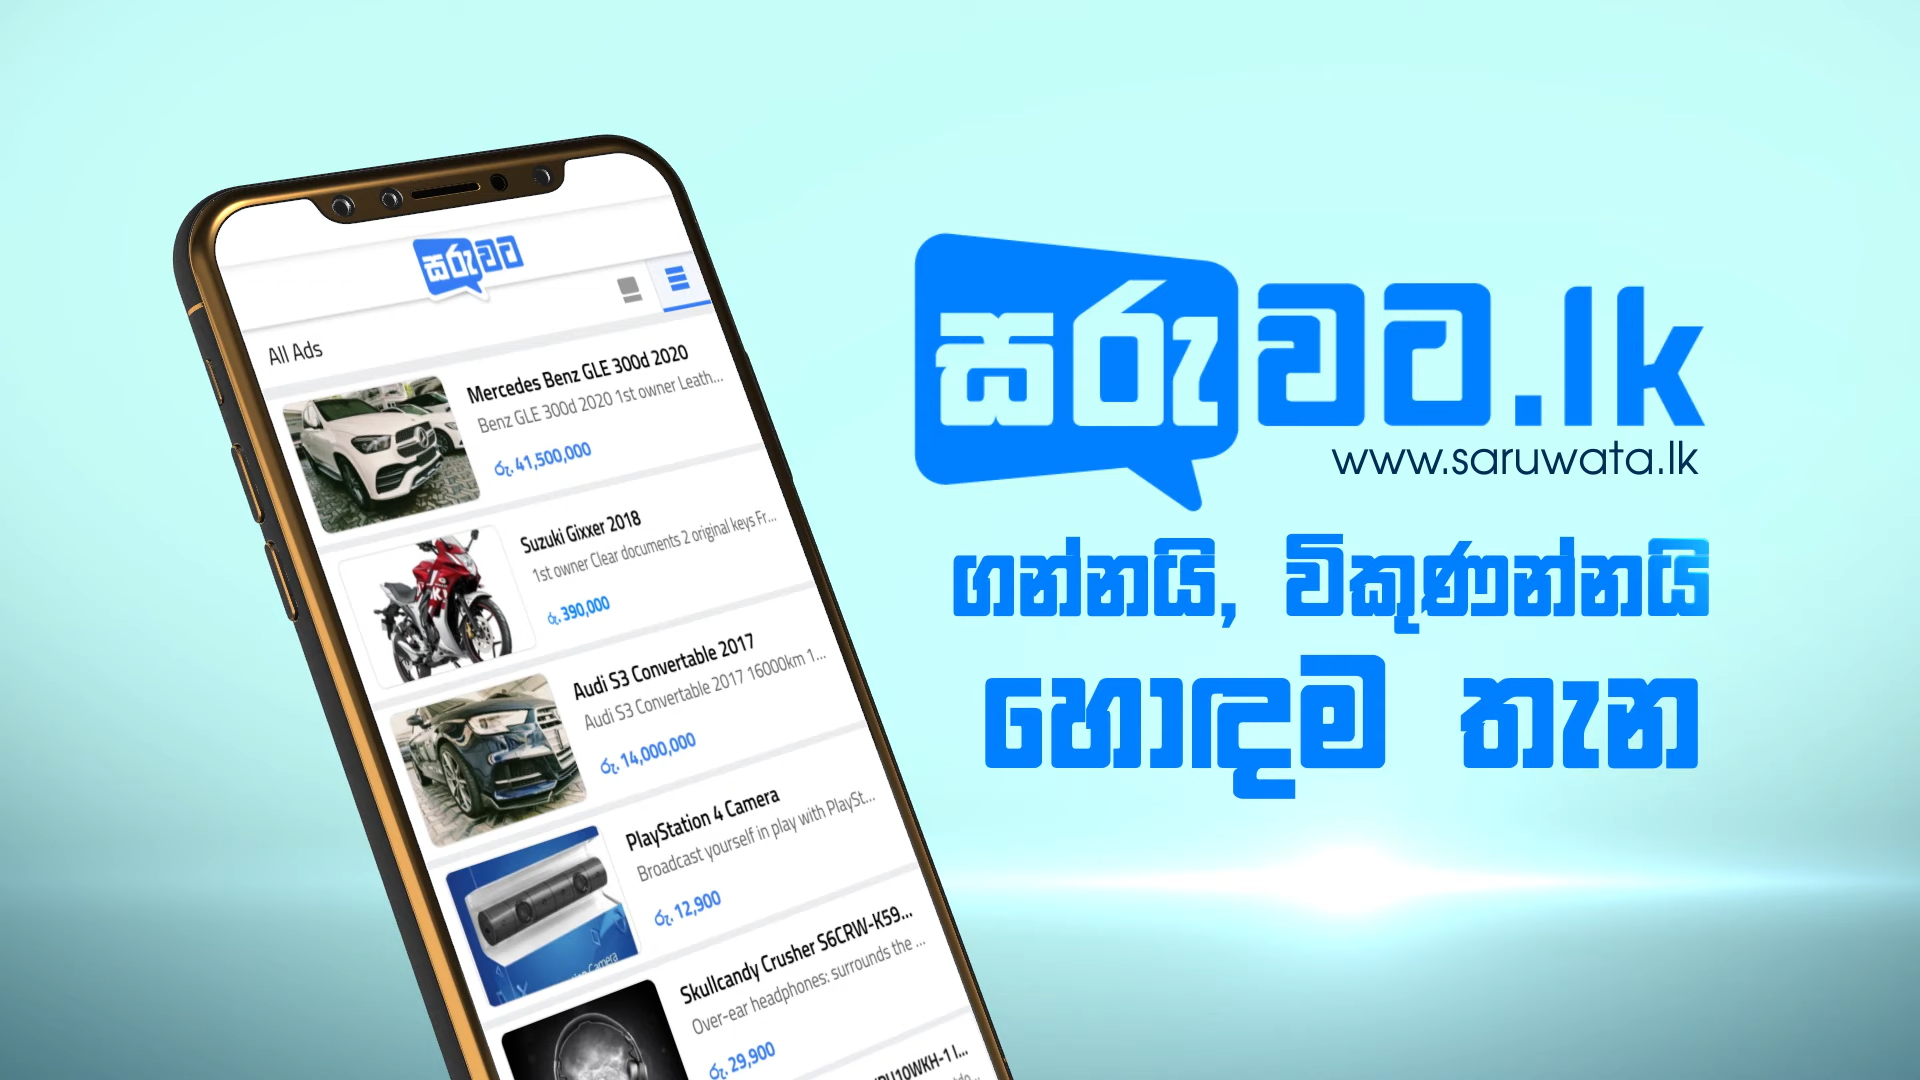 සරුවට
All Ads
Mercedes Benz GLE 300d 2020
Benz GLE 300d 2020 1st owner Leath...
රු. 41,500,000
Suzuki Gixxer 2018
1st owner Clear documents 2 original keys Fr...
රු. 390,000
Audi S3 Convertable 2017
Audi S3 Convertable 2017 16000km 1...
රු. 14,000,000
PlayStation 4 Camera
Broadcast yourself in play with PlaySt...
රු. 12,900
Skullcandy Crusher S6CRW-K59...
Over-ear headphones: surrounds the ...
රු. 29,900
සරුවට.lk
www.saruwata.lk
ගන්නයි, විකුණන්නයි
හොඳම තැන